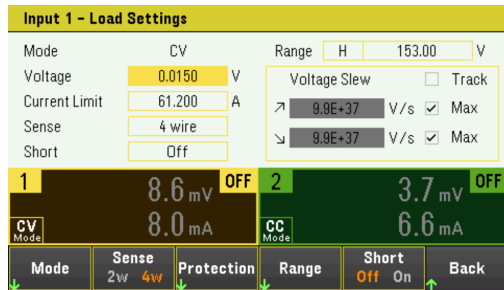 Input 1 – Load Settings
Mode CV Range H 153.00 V
Voltage 0.0150 V Voltage Slew Track
Current Limit 61.200 A 9.9E+37 V/s Max
Sense 4 wire 9.9E+37 V/s Max
Short Off
1 8.6 mV OFF 2 3.7 mV OFF
CV Mode 8.0 mA CC Mode 6.6 mA
Mode Sense 2w 4w Protection Range Short Off On Back